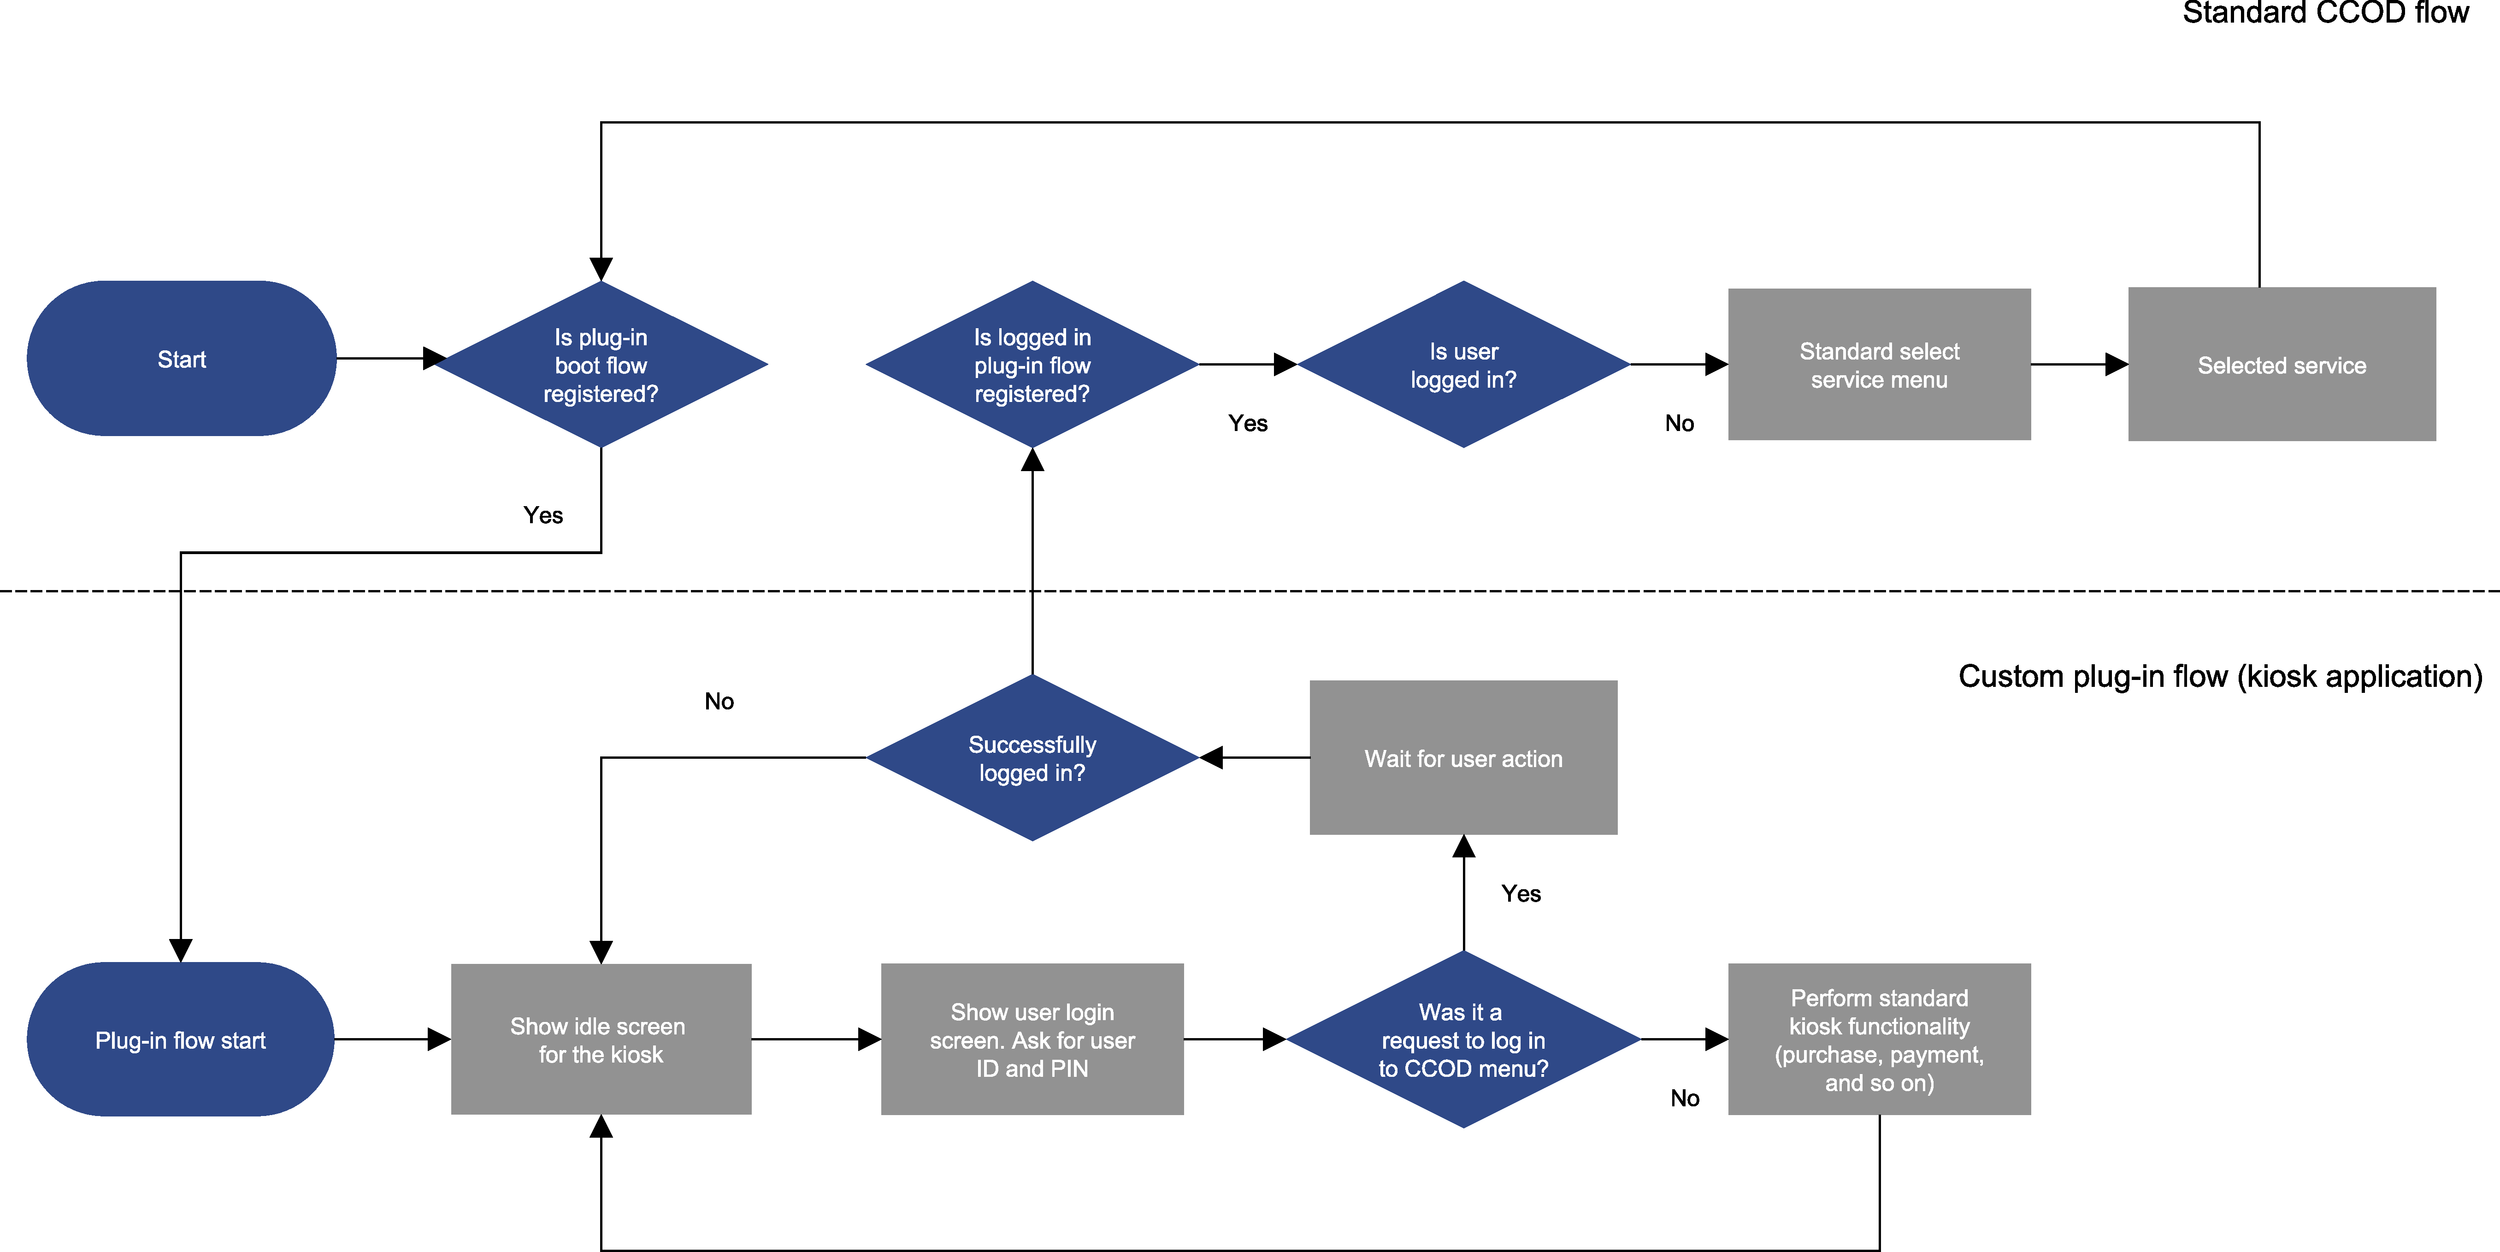 Standard CCOD flow
Start
Is plug-in
boot flow
registered?
Is logged in
plug-in flow
registered?
Yes
Is user
logged in?
No
Standard select
service menu
Selected service
Yes
Custom plug-in flow (kiosk application)
No
Successfully
logged in?
Wait for user action
Yes
Plug-in flow start
Show idle screen
for the kiosk
Show user login
screen. Ask for user
ID and PIN
Was it a
request to log in
to CCOD menu?
No
Perform standard
kiosk functionality
(purchase, payment,
and so on)